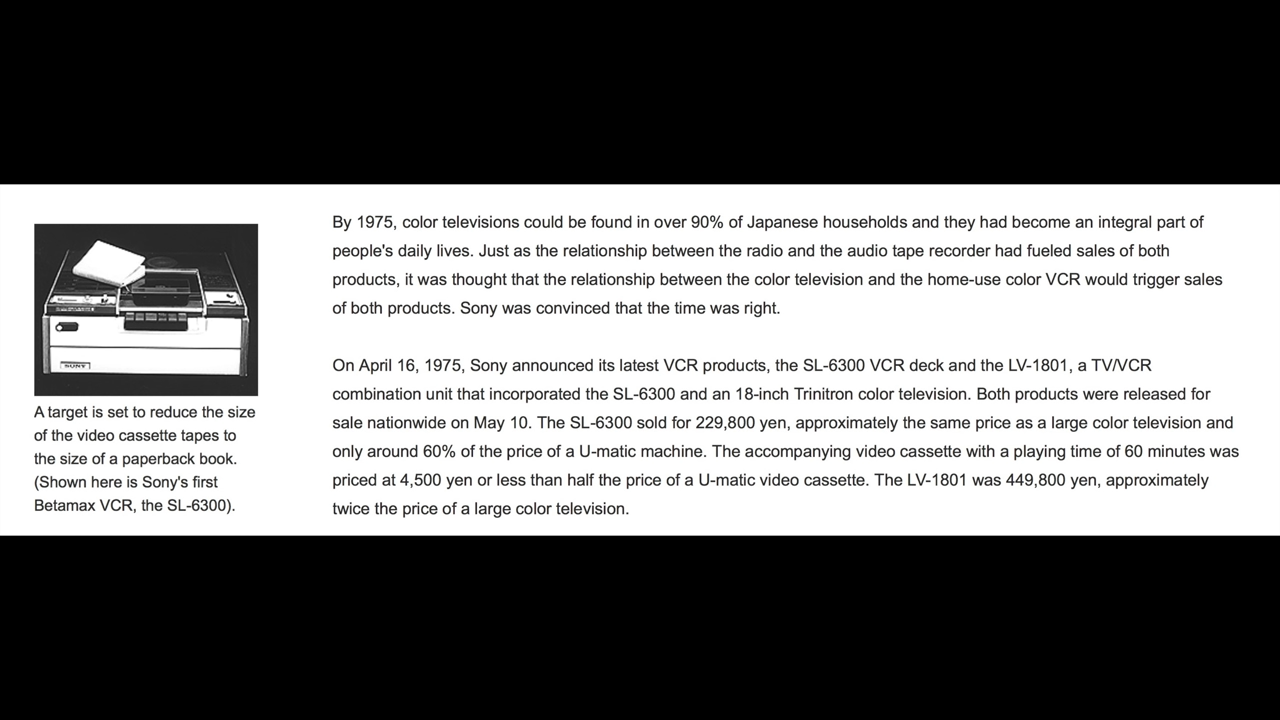 SONY
A target is set to reduce the size
of the video cassette tapes to
the size of a paperback book.
(Shown here is Sony's first
Betamax VCR, the SL-6300).
By 1975, color televisions could be found in over 90% of Japanese households and they had become an integral part of
people's daily lives. Just as the relationship between the radio and the audio tape recorder had fueled sales of both
products, it was thought that the relationship between the color television and the home-use color VCR would trigger sales
of both products. Sony was convinced that the time was right.
On April 16, 1975, Sony announced its latest VCR products, the SL-6300 VCR deck and the LV-1801, a TV/VCR
combination unit that incorporated the SL-6300 and an 18-inch Trinitron color television. Both products were released for
sale nationwide on May 10. The SL-6300 sold for 229,800 yen, approximately the same price as a large color television and
only around 60% of the price of a U-matic machine. The accompanying video cassette with a playing time of 60 minutes was
priced at 4,500 yen or less than half the price of a U-matic video cassette. The LV-1801 was 449,800 yen, approximately
twice the price of a large color television.